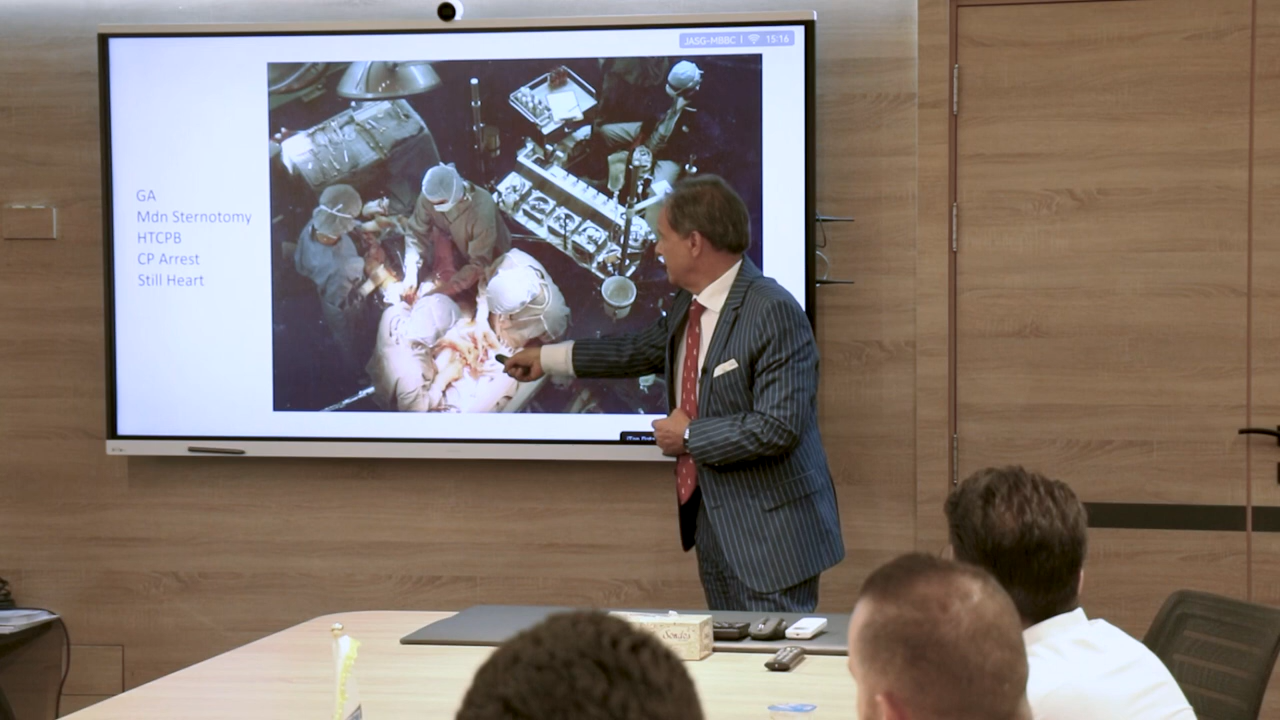 JASG-MBBC | 15:16
GA
Mdn Sternotomy
HTCPB
CP Arrest
Still Heart